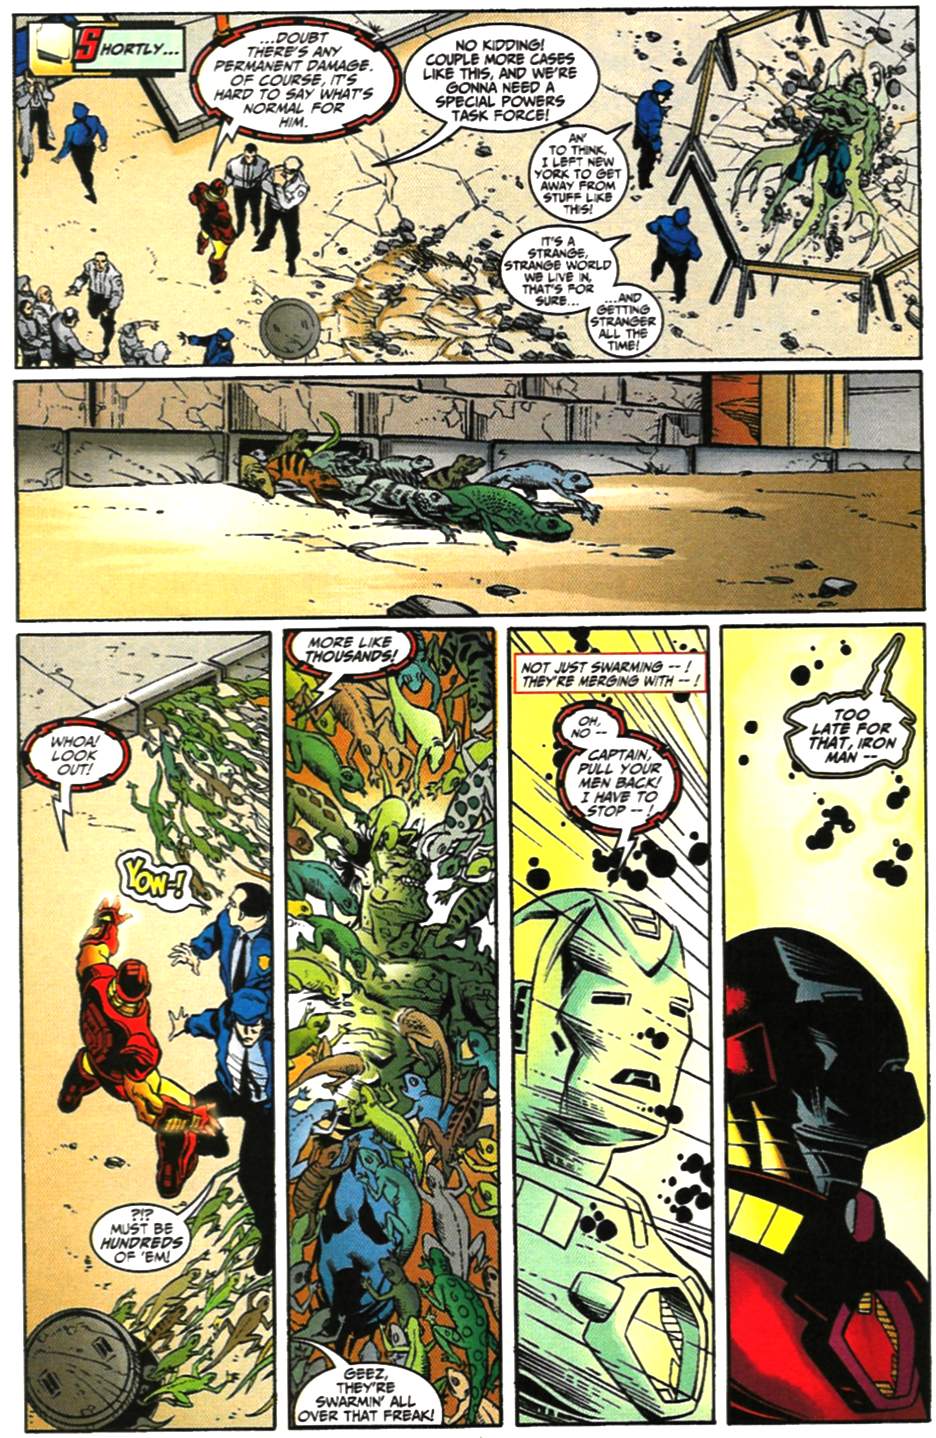 SHORTLY...
...DOUBT
THERE'S ANY
PERMANENT DAMAGE.
OF COURSE, IT'S
HARD TO SAY WHAT'S
NORMAL FOR
HIM.
NO KIDDING!
COUPLE MORE CASES
LIKE THIS, AND WE'RE
GONNA NEED A
SPECIAL POWERS
TASK FORCE!
AN'
TO THINK,
I LEFT NEW
YORK TO GET
AWAY FROM
STUFF LIKE
THIS!
IT'S A
STRANGE,
STRANGE WORLD
WE LIVE IN,
THAT'S FOR
SURE...
...AND
GETTING
STRANGER
ALL THE
TIME!
WHOA!
LOOK
OUT!
YOW-!
?!?
MUST BE
HUNDREDS
OF 'EM!
MORE LIKE
THOUSANDS!
GEEZ,
THEY'RE
SWARMIN' ALL
OVER THAT FREAK!
NOT JUST SWARMING -- !
THEY'RE MERGING WITH -- !
OH,
NO --
CAPTAIN,
PULL YOUR
MEN BACK!
I HAVE TO
STOP -- !
TOO
LATE FOR
THAT, IRON
MAN --